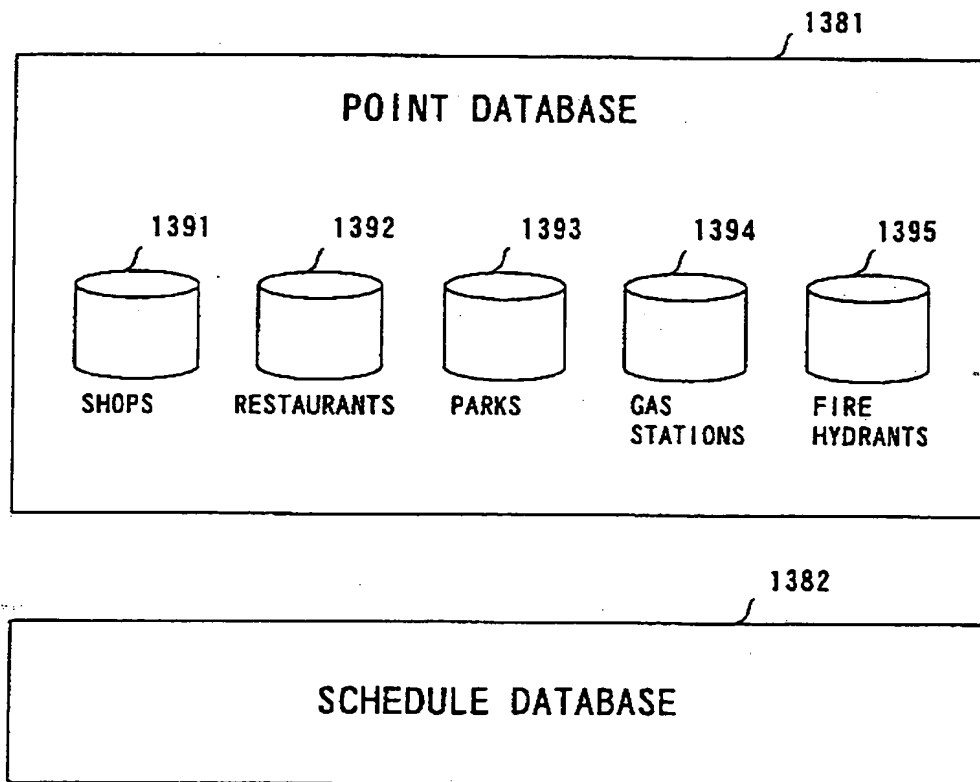 1381
POINT DATABASE
1391
1392
1393
1394
1395
SHOPS
RESTAURANTS
PARKS
GAS
STATIONS
FIRE
HYDRANTS
1382
SCHEDULE DATABASE